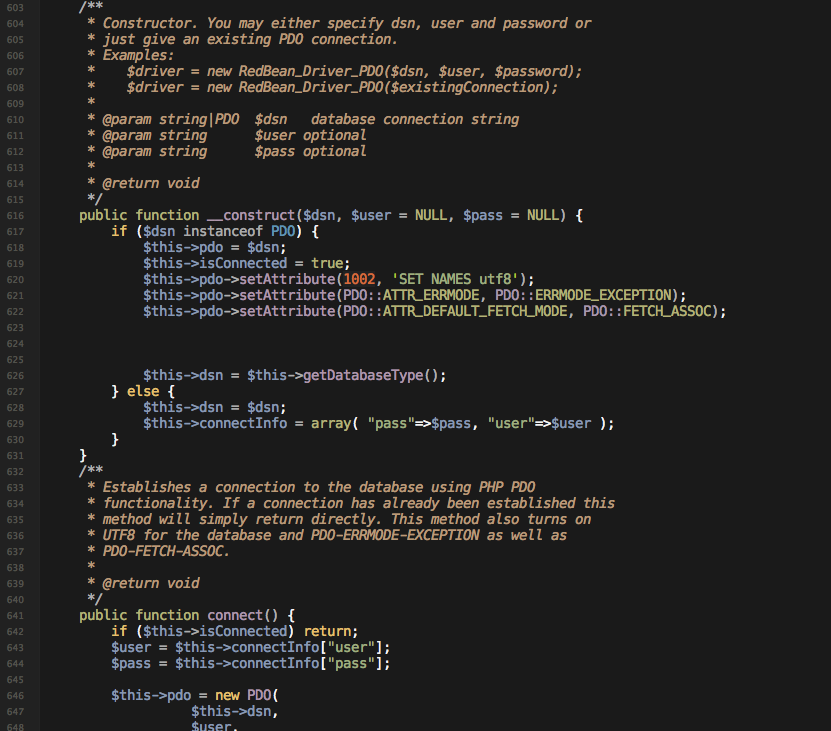 603 /**
604 * Constructor. You may either specify dsn, user and password or
605 * just give an existing PDO connection.
606 * Examples:
607 *    $driver = new RedBean_Driver_PDO($dsn, $user, $password);
608 *    $driver = new RedBean_Driver_PDO($existingConnection);
609 *
610 * @param string|PDO  $dsn   database connection string
611 * @param string      $user optional
612 * @param string      $pass optional
613 *
614 * @return void
615 */
616 public function __construct($dsn, $user = NULL, $pass = NULL) {
617     if ($dsn instanceof PDO) {
618         $this->pdo = $dsn;
619         $this->isConnected = true;
620         $this->pdo->setAttribute(1002, 'SET NAMES utf8');
621         $this->pdo->setAttribute(PDO::ATTR_ERRMODE, PDO::ERRMODE_EXCEPTION);
622         $this->pdo->setAttribute(PDO::ATTR_DEFAULT_FETCH_MODE, PDO::FETCH_ASSOC);
623
624
625
626         $this->dsn = $this->getDatabaseType();
627     } else {
628         $this->dsn = $dsn;
629         $this->connectInfo = array( "pass"=>$pass, "user"=>$user );
630     }
631 }
632 /**
633 * Establishes a connection to the database using PHP PDO
634 * functionality. If a connection has already been established this
635 * method will simply return directly. This method also turns on
636 * UTF8 for the database and PDO-ERRMODE-EXCEPTION as well as
637 * PDO-FETCH-ASSOC.
638 *
639 * @return void
640 */
641 public function connect() {
642     if ($this->isConnected) return;
643     $user = $this->connectInfo["user"];
644     $pass = $this->connectInfo["pass"];
645
646     $this->pdo = new PDO(
647               $this->dsn,
648               $user,